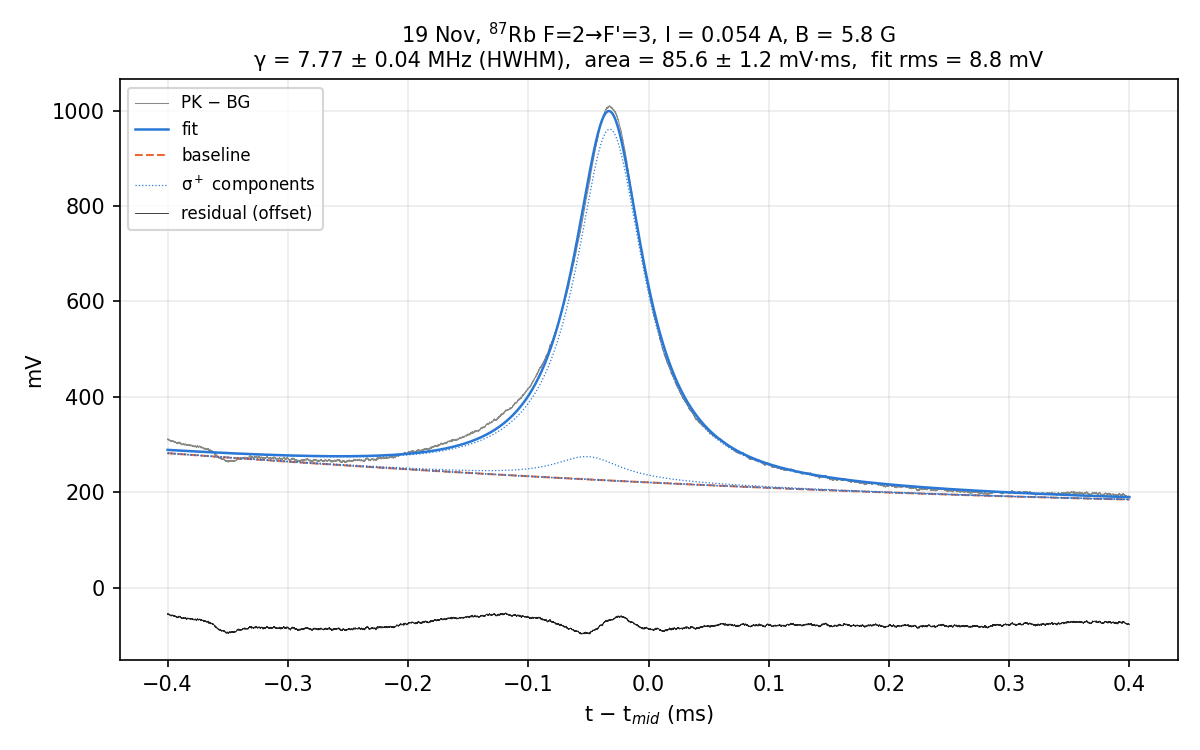 19 Nov, ⁸⁷Rb F=2→F'=3, I = 0.054 A, B = 5.8 G
γ = 7.77 ± 0.04 MHz (HWHM), area = 85.6 ± 1.2 mV·ms, fit rms = 8.8 mV
PK − BG
fit
baseline
σ⁺ components
residual (offset)
1000
800
600
400
200
0
mV
−0.4 −0.3 −0.2 −0.1 0.0 0.1 0.2 0.3 0.4
t − t_mid (ms)